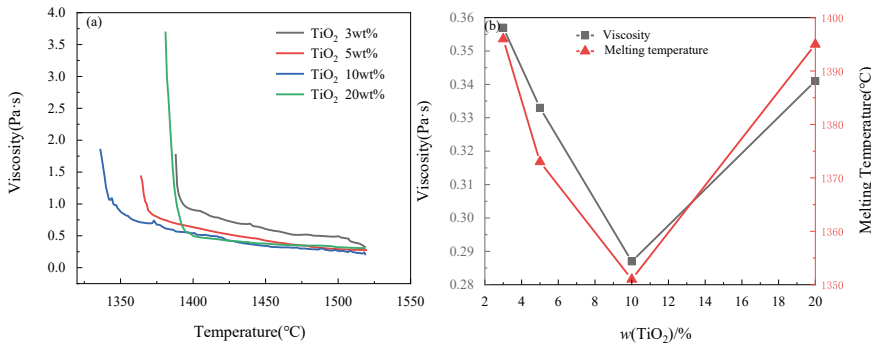 (a)
TiO2 3wt%
TiO2 5wt%
TiO2 10wt%
TiO2 20wt%
4.0
3.5
3.0
2.5
2.0
1.5
1.0
0.5
0.0
Viscosity(Pa·s)
1350 1400 1450 1500 1550
Temperature(℃)
(b)
Viscosity
Melting temperature
0.36
0.35
0.34
0.33
0.32
0.31
0.30
0.29
0.28
Viscosity(Pa·s)
1400
1390
1380
1370
1360
1350
Melting Temperature(℃)
2 4 6 8 10 12 14 16 18 20
w(TiO2)/%